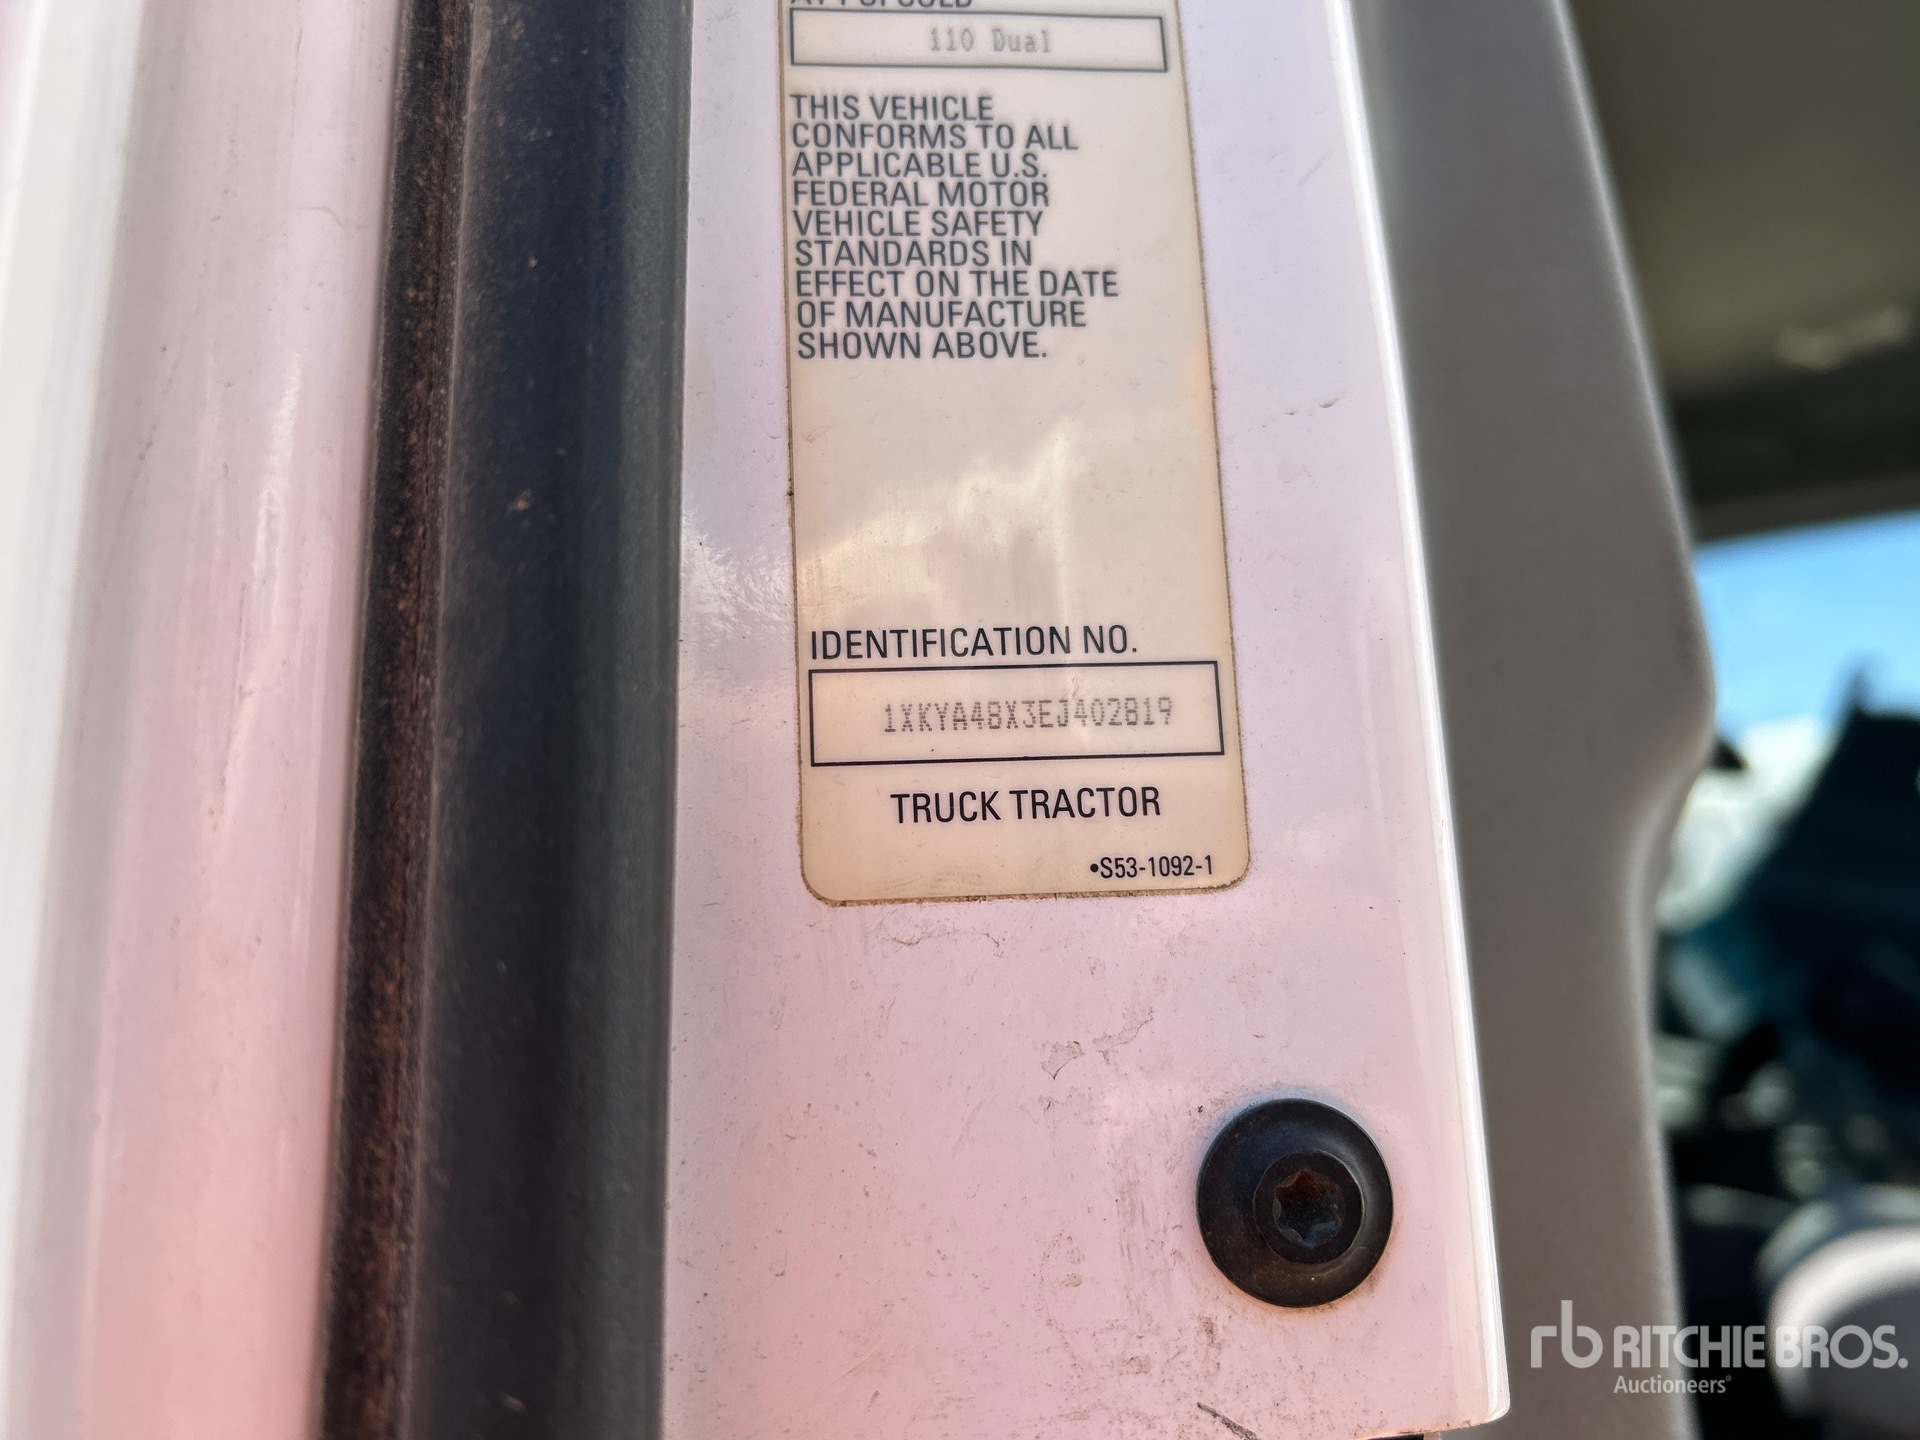 110 Dual
THIS VEHICLE
CONFORMS TO ALL
APPLICABLE U.S.
FEDERAL MOTOR
VEHICLE SAFETY
STANDARDS IN
EFFECT ON THE DATE
OF MANUFACTURE
SHOWN ABOVE.
IDENTIFICATION NO.
1XKYA48X3EJ402819
TRUCK TRACTOR
•S53-1092-1
rb RITCHIE BROS.
Auctioneers®